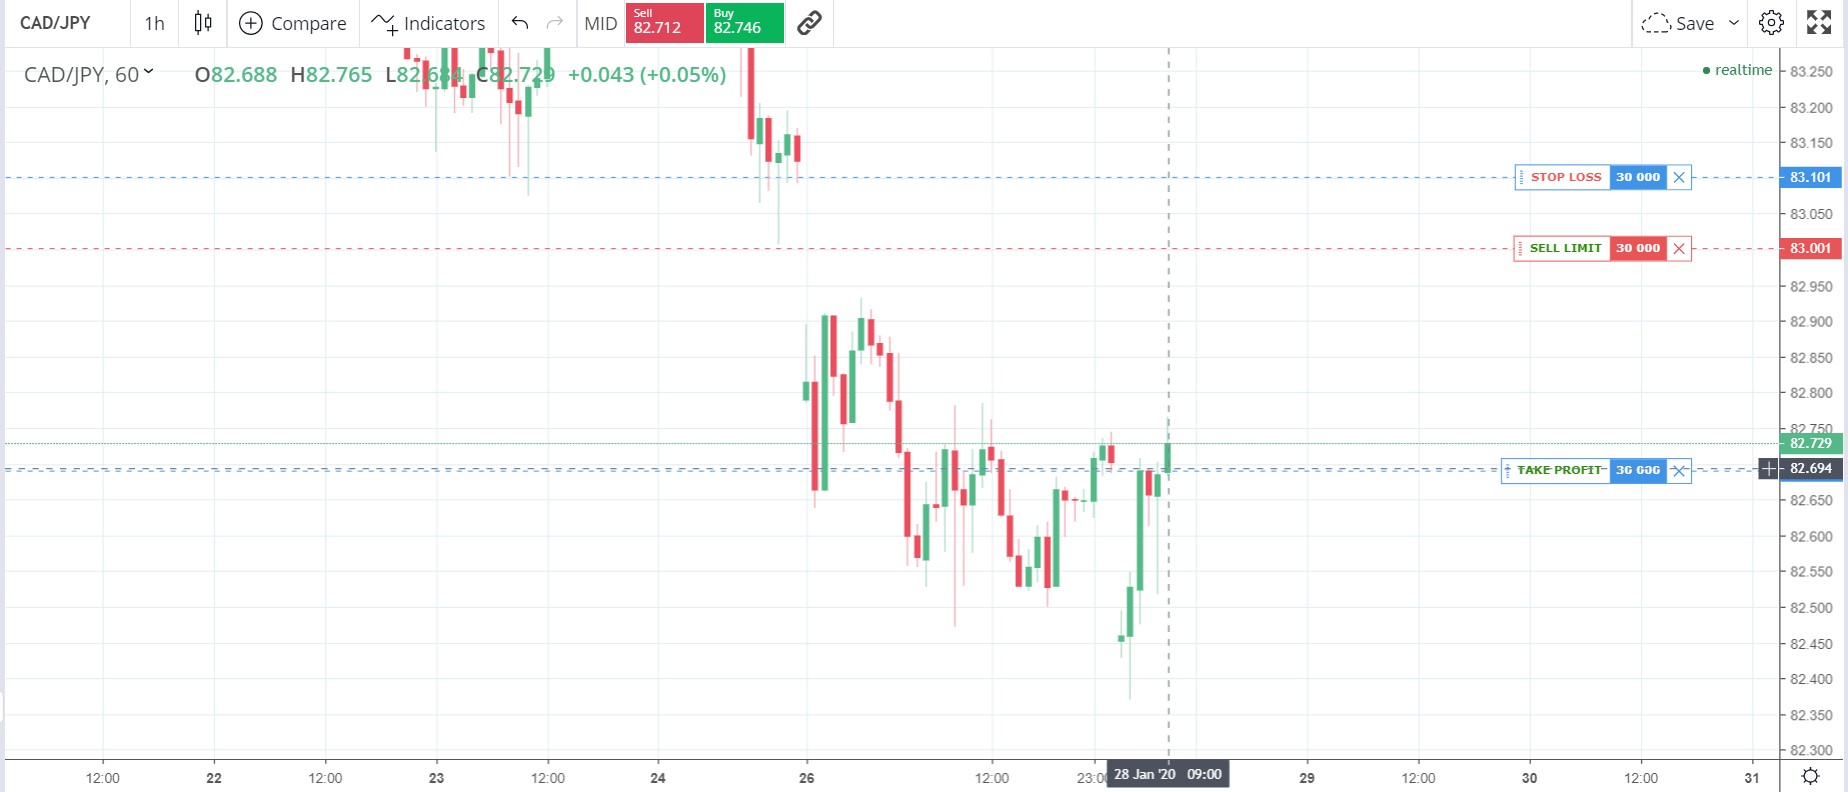 CAD/JPY 1h Compare Indicators MID Sell 82.712 Buy 82.746 Save
CAD/JPY, 60 O82.688 H82.765 L82.684 C82.729 +0.043 (+0.05%)
realtime
83.250
83.200
83.150
STOP LOSS 30 000 83.101
83.050
SELL LIMIT 30 000 83.001
82.950
82.900
82.850
82.800
82.750
82.729
TAKE PROFIT 30 000 82.694
82.650
82.600
82.550
82.500
82.450
82.400
82.350
82.300
12:00 22 12:00 23 12:00 24 26 12:00 23:00 28 Jan '20 09:00 29 12:00 30 12:00 31